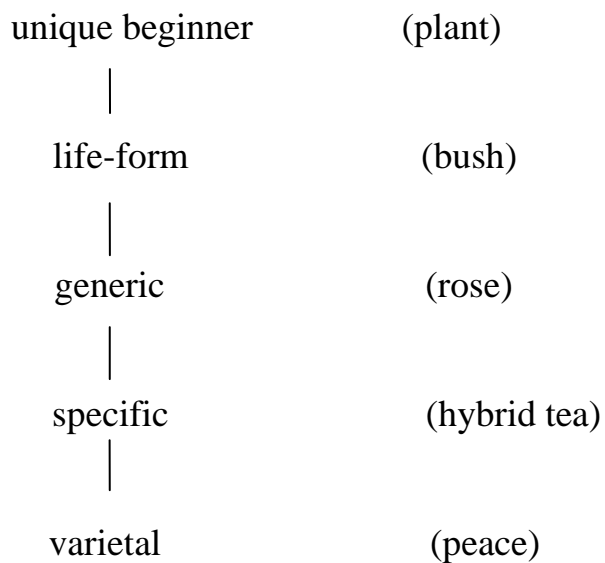 unique beginner (plant)
life-form (bush)
generic (rose)
specific (hybrid tea)
varietal (peace)